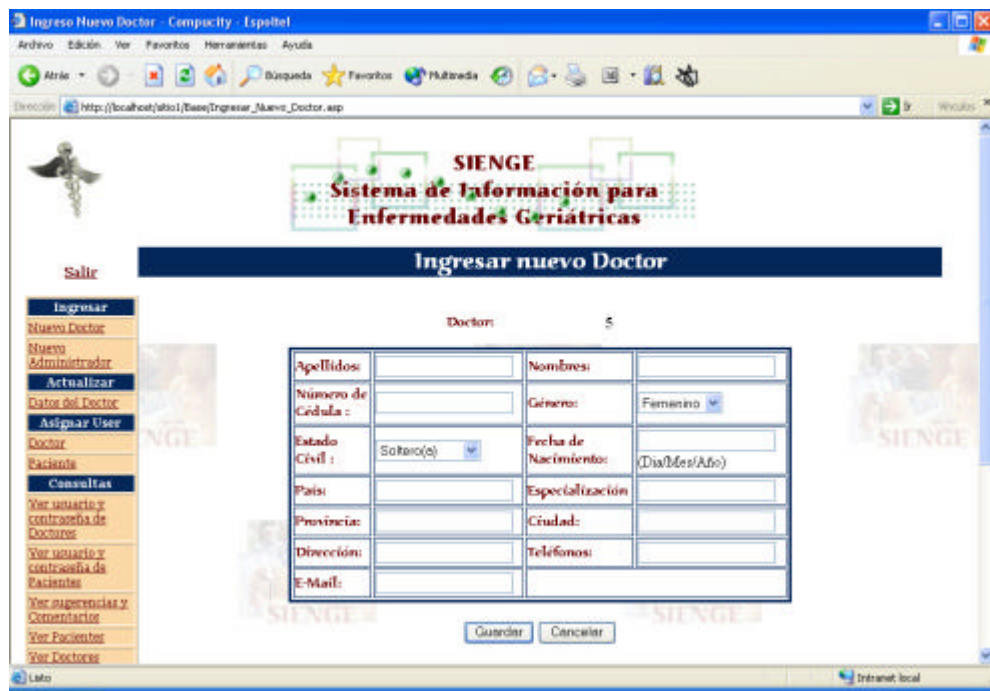 Ingreso Nuevo Doctor - Compucity - Espoltel
Archivo Edición Ver Favoritos Herramientas Ayuda
Atrás Búsqueda Favoritos Multimedia
Dirección http://localhost/sitio1/Base/Ingresar_Nuevo_Doctor.asp Ir Vínculos
SIENGE
Sistema de Información para
Enfermedades Geriátricas
Salir
Ingresar nuevo Doctor
Ingresar
Nuevo Doctor
Nuevo
Administrador
Actualizar
Datos del Doctor
Asignar User
Doctor
Paciente
Consultas
Ver usuario y
contraseña de
Doctores
Ver usuario y
contraseña de
Pacientes
Ver sugerencias y
Comentarios
Ver Pacientes
Ver Doctores
Doctor: 5
Apellidos: Nombres:
Número de
Cédula : Género: Femenino
Estado
Civil : Soltero(a) Fecha de
Nacimiento: (Dia/Mes/Año)
País: Especialización
Provincia: Ciudad:
Dirección: Teléfonos:
E-Mail:
Guardar Cancelar
SIENGE
SIENGE
SIENGE
Listo Intranet local